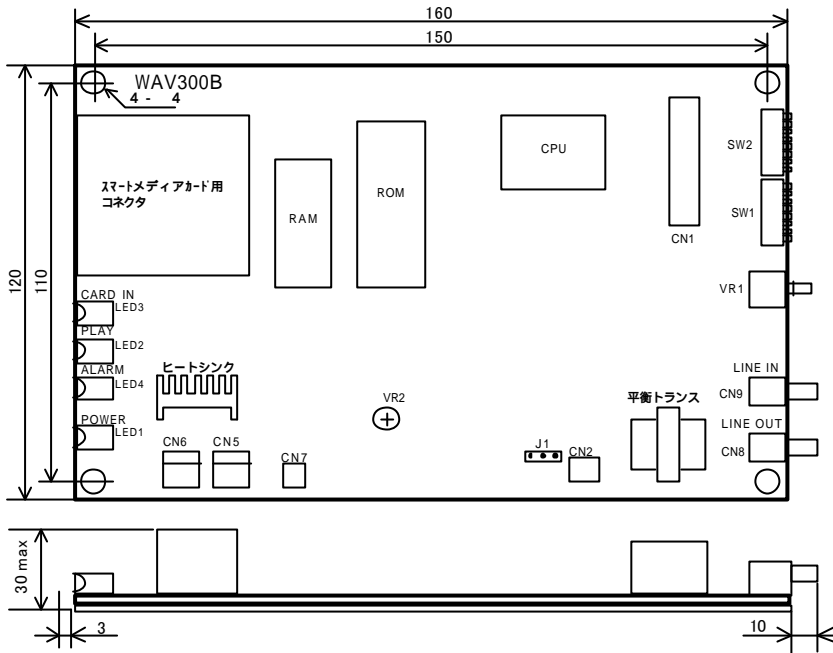 160
150
WAV300B
4 - 4
120
110
スマートメディアカード用
コネクタ
RAM
ROM
CPU
CN1
SW2
SW1
VR1
CARD IN
LED3
PLAY
LED2
ALARM
LED4
POWER
LED1
ヒートシンク
VR2
平衡トランス
LINE IN
CN9
LINE OUT
CN8
CN6
CN5
CN7
J1
CN2
30 max
3
10